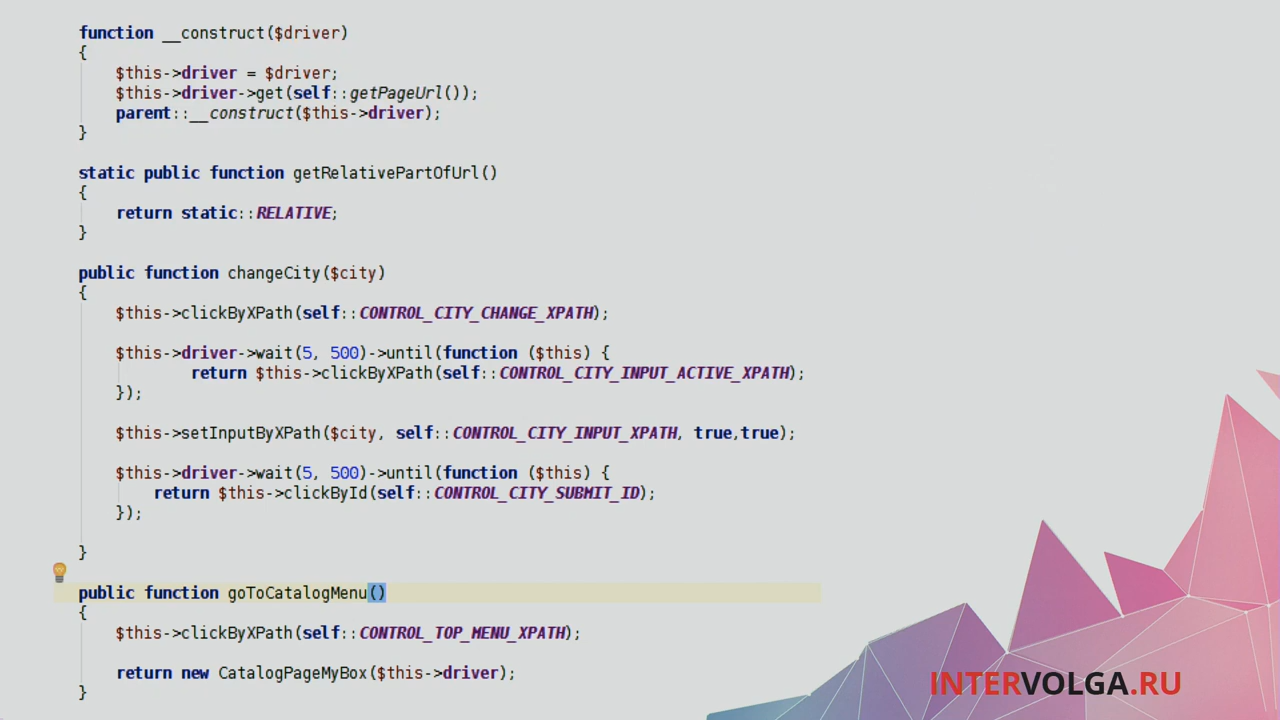 function __construct($driver)
{
$this->driver = $driver;
$this->driver->get(self::getPageUrl());
parent::__construct($this->driver);
}
static public function getRelativePartOfUrl()
{
return static::RELATIVE;
}
public function changeCity($city)
{
$this->clickByXPath(self::CONTROL_CITY_CHANGE_XPATH);
$this->driver->wait(5, 500)->until(function ($this) {
return $this->clickByXPath(self::CONTROL_CITY_INPUT_ACTIVE_XPATH);
});
$this->setInputByXPath($city, self::CONTROL_CITY_INPUT_XPATH, true,true);
$this->driver->wait(5, 500)->until(function ($this) {
return $this->clickById(self::CONTROL_CITY_SUBMIT_ID);
});
}
public function goToCatalogMenu()
{
$this->clickByXPath(self::CONTROL_TOP_MENU_XPATH);
return new CatalogPageMyBox($this->driver);
}
INTERVOLGA.RU